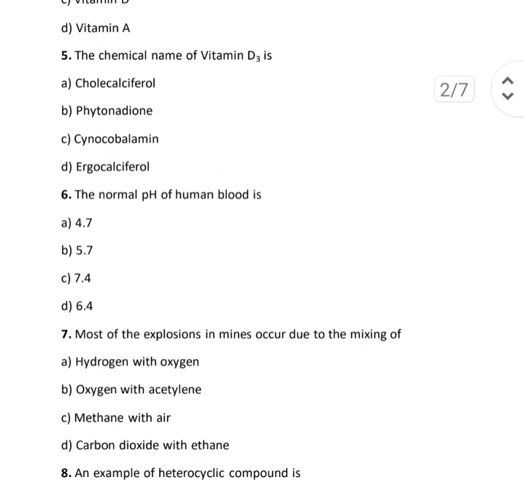 c) Vitamin D
d) Vitamin A
5. The chemical name of Vitamin D₃ is
a) Cholecalciferol
2/7
b) Phytonadione
c) Cynocobalamin
d) Ergocalciferol
6. The normal pH of human blood is
a) 4.7
b) 5.7
c) 7.4
d) 6.4
7. Most of the explosions in mines occur due to the mixing of
a) Hydrogen with oxygen
b) Oxygen with acetylene
c) Methane with air
d) Carbon dioxide with ethane
8. An example of heterocyclic compound is